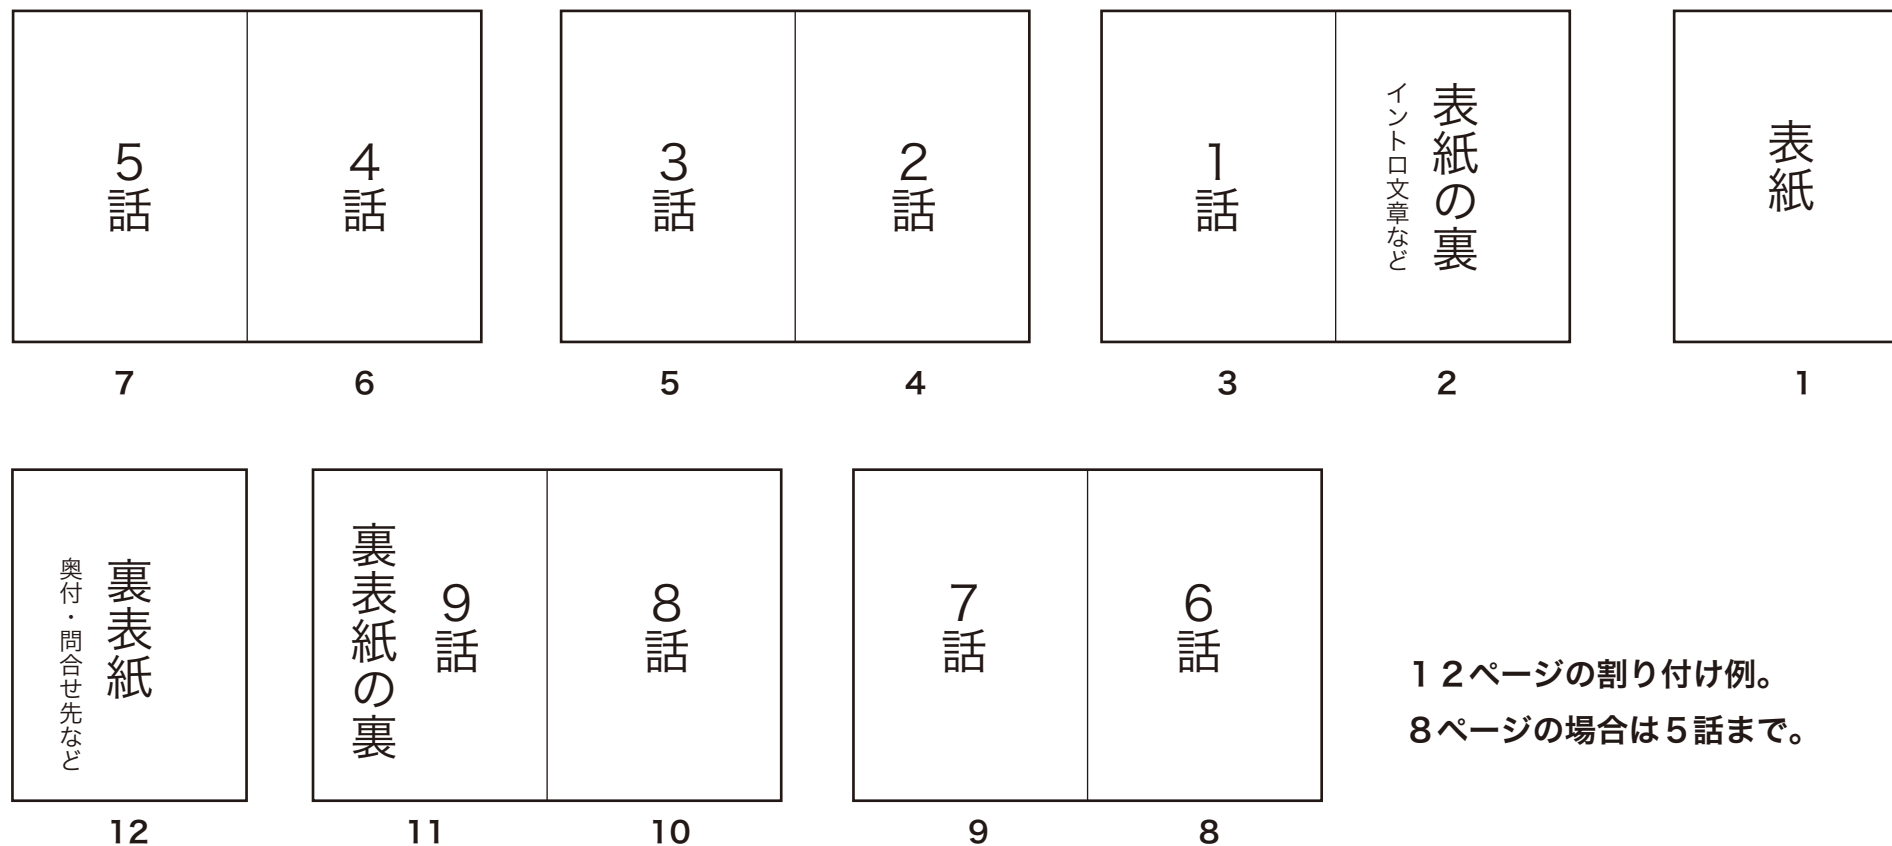 表紙
1
表紙の裏
イントロ文章など
2
1話
3
2話
4
3話
5
4話
6
5話
7
6話
8
7話
9
8話
10
9話
裏表紙の裏
11
裏表紙
奥付・問合せ先など
12
12ページの割り付け例。
8ページの場合は5話まで。